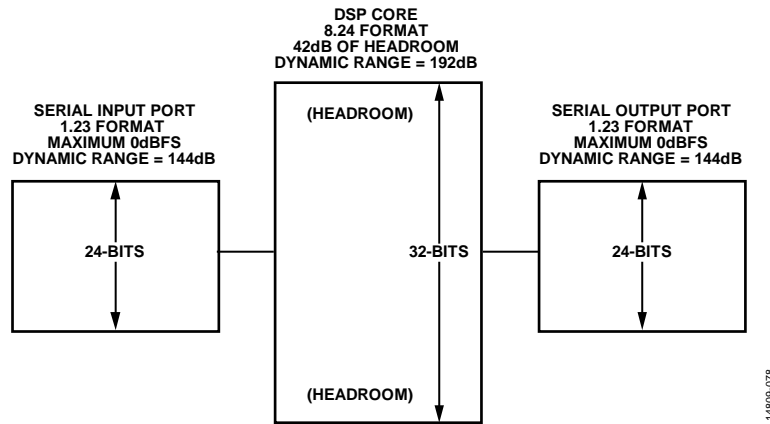 DSP CORE
8.24 FORMAT
42dB OF HEADROOM
DYNAMIC RANGE = 192dB
SERIAL INPUT PORT
1.23 FORMAT
MAXIMUM 0dBFS
DYNAMIC RANGE = 144dB
24-BITS
(HEADROOM)
32-BITS
(HEADROOM)
SERIAL OUTPUT PORT
1.23 FORMAT
MAXIMUM 0dBFS
DYNAMIC RANGE = 144dB
24-BITS
14809-078